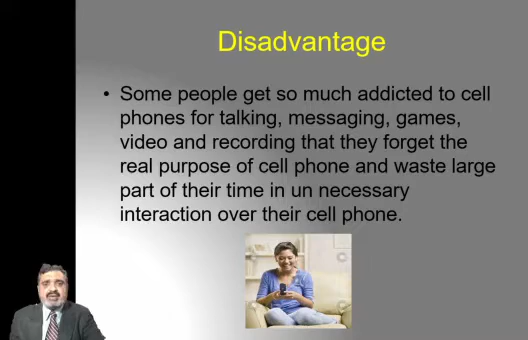 Disadvantage
• Some people get so much addicted to cell
phones for talking, messaging, games,
video and recording that they forget the
real purpose of cell phone and waste large
part of their time in un necessary
interaction over their cell phone.